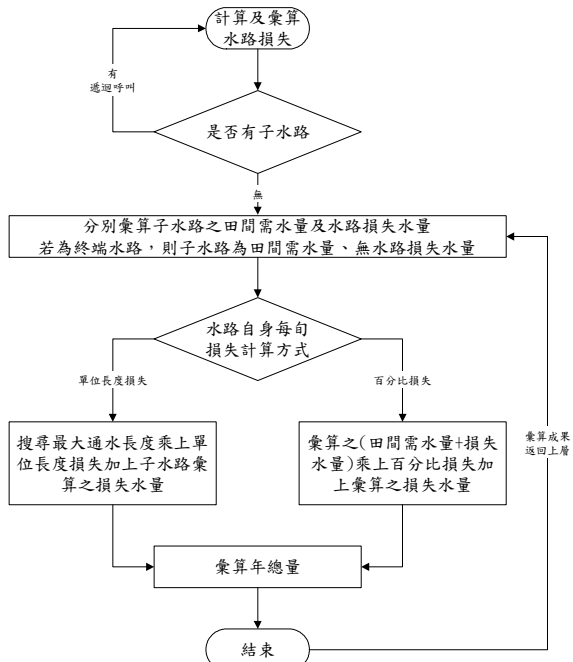 計算及彙算
水路損失
有
遞迴呼叫
是否有子水路
無
分別彙算子水路之田間需水量及水路損失水量
若為終端水路，則子水路為田間需水量、無水路損失水量
水路自身每旬
損失計算方式
單位長度損失
百分比損失
搜尋最大通水長度乘上單
位長度損失加上子水路彙
算之損失水量
彙算之(田間需水量+損失
水量)乘上百分比損失加
上彙算之損失水量
彙算成果
返回上層
彙算年總量
結束